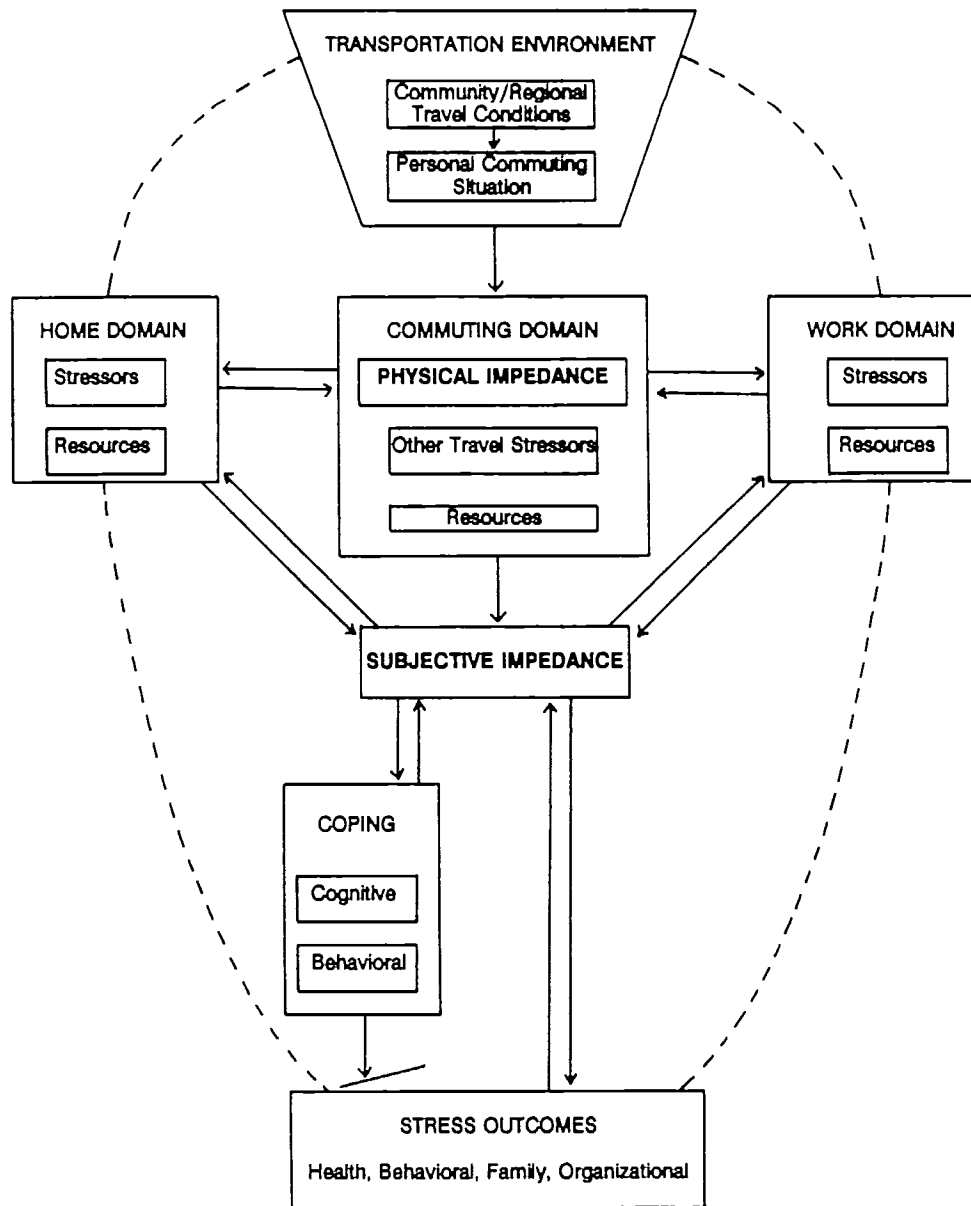 TRANSPORTATION ENVIRONMENT
Community/Regional
Travel Conditions
Personal Commuting
Situation
HOME DOMAIN
Stressors
Resources
COMMUTING DOMAIN
PHYSICAL IMPEDANCE
Other Travel Stressors
Resources
WORK DOMAIN
Stressors
Resources
SUBJECTIVE IMPEDANCE
COPING
Cognitive
Behavioral
STRESS OUTCOMES
Health, Behavioral, Family, Organizational